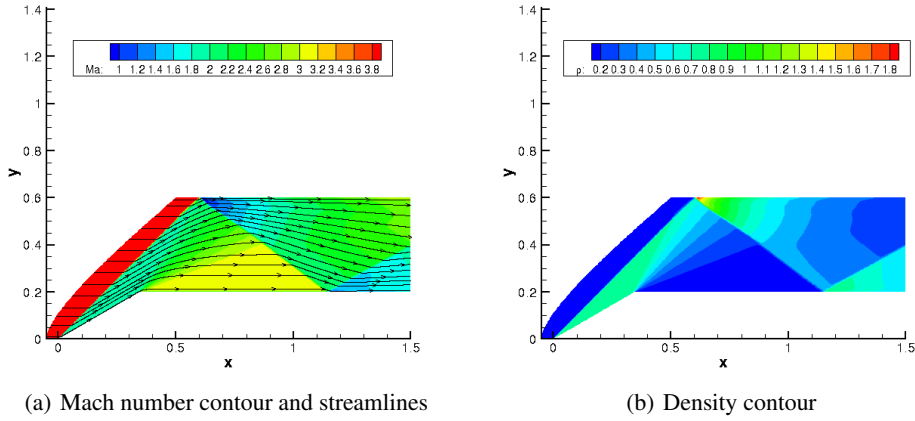 1.4
1.2
1
0.8
0.6
0.4
0.2
0
y
Ma: 1 1.2 1.4 1.6 1.8 2 2.2 2.4 2.6 2.8 3 3.2 3.4 3.6 3.8
0 0.5 1 1.5
x
(a) Mach number contour and streamlines
1.4
1.2
1
0.8
0.6
0.4
0.2
0
y
ρ: 0.2 0.3 0.4 0.5 0.6 0.7 0.8 0.9 1 1.1 1.2 1.4 1.5 1.6 1.7 1.8
0 0.5 1 1.5
x
(b) Density contour